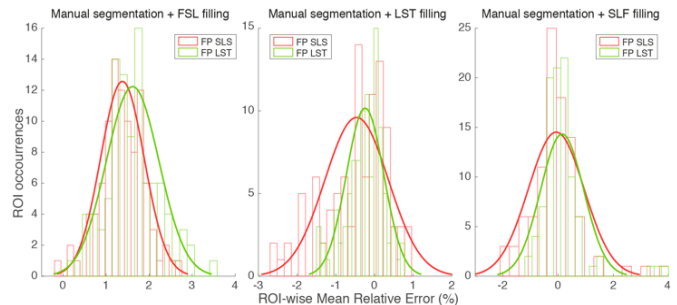 Manual segmentation + FSL filling
Manual segmentation + LST filling
Manual segmentation + SLF filling
ROI occourrences
16
14
12
10
8
6
4
2
0
FP SLS
FP LST
0 1 2 3 4
15
10
5
0
FP SLS
FP LST
-3 -2 -1 0 1 2
25
20
15
10
5
0
FP SLS
FP LST
-2 0 2 4
ROI-wise Mean Relative Error (%)